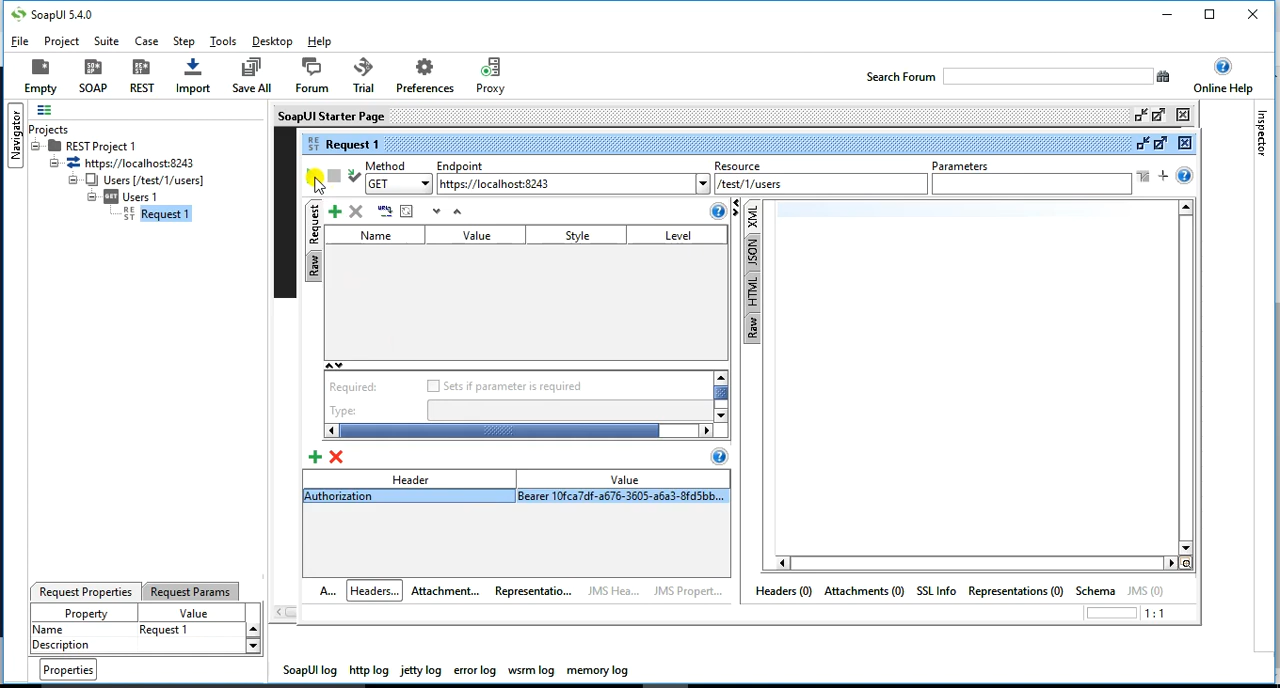 SoapUI 5.4.0
File Project Suite Case Step Tools Desktop Help
Empty SOAP REST Import Save All Forum Trial Preferences Proxy Search Forum Online Help
Navigator
Projects
REST Project 1
https://localhost:8243
Users [/test/1/users]
GET Users 1
REST Request 1
SoapUI Starter Page
REST Request 1
Method Endpoint Resource Parameters
GET https://localhost:8243 /test/1/users
Request
Raw
Name Value Style Level
Required: Sets if parameter is required
Type:
Header Value
Authorization Bearer 10fca7df-a676-3605-a6a3-8fd5bb...
A... Headers... Attachment... Representatio... JMS Hea... JMS Propert...
XML
JSON
HTML
Raw
Headers (0) Attachments (0) SSL Info Representations (0) Schema JMS (0)
1 : 1
Inspector
Request Properties Request Params
Property Value
Name Request 1
Description
Properties
SoapUI log http log jetty log error log wsrm log memory log